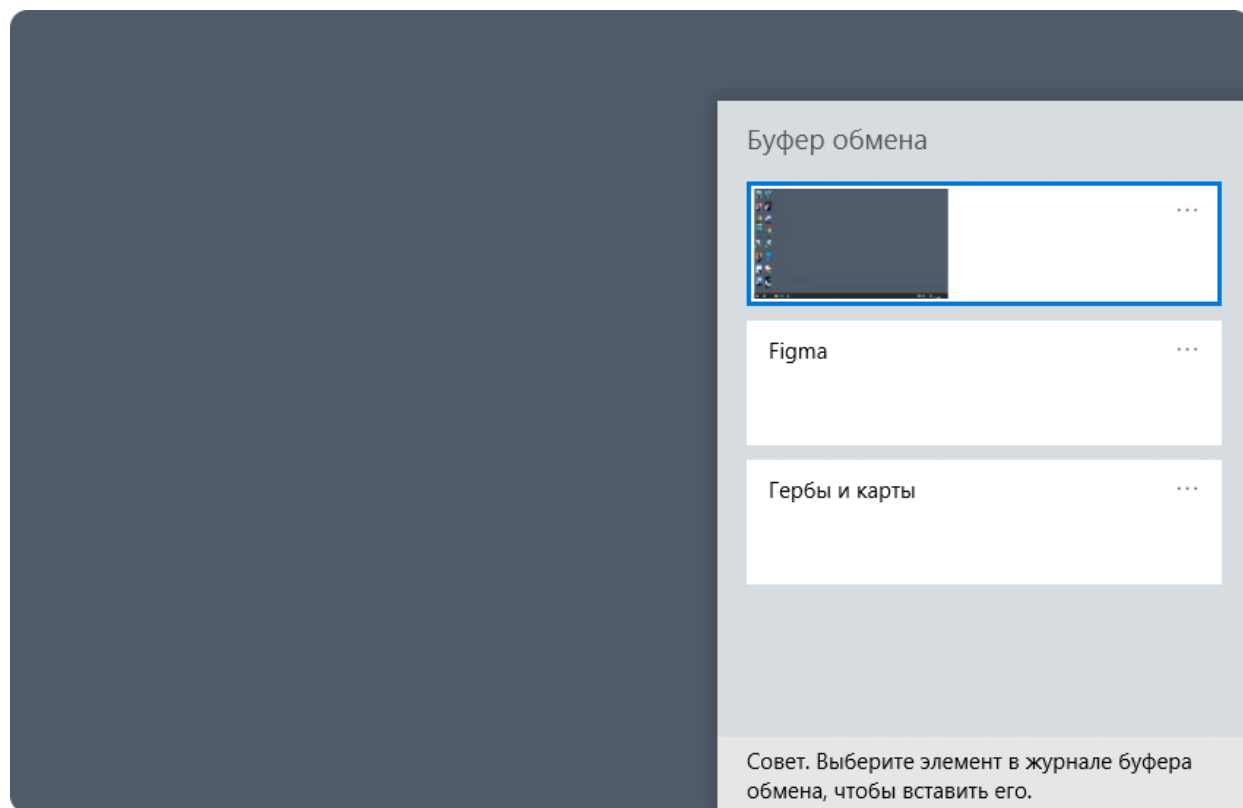 Буфер обмена
Figma
Гербы и карты
Совет. Выберите элемент в журнале буфера
обмена, чтобы вставить его.